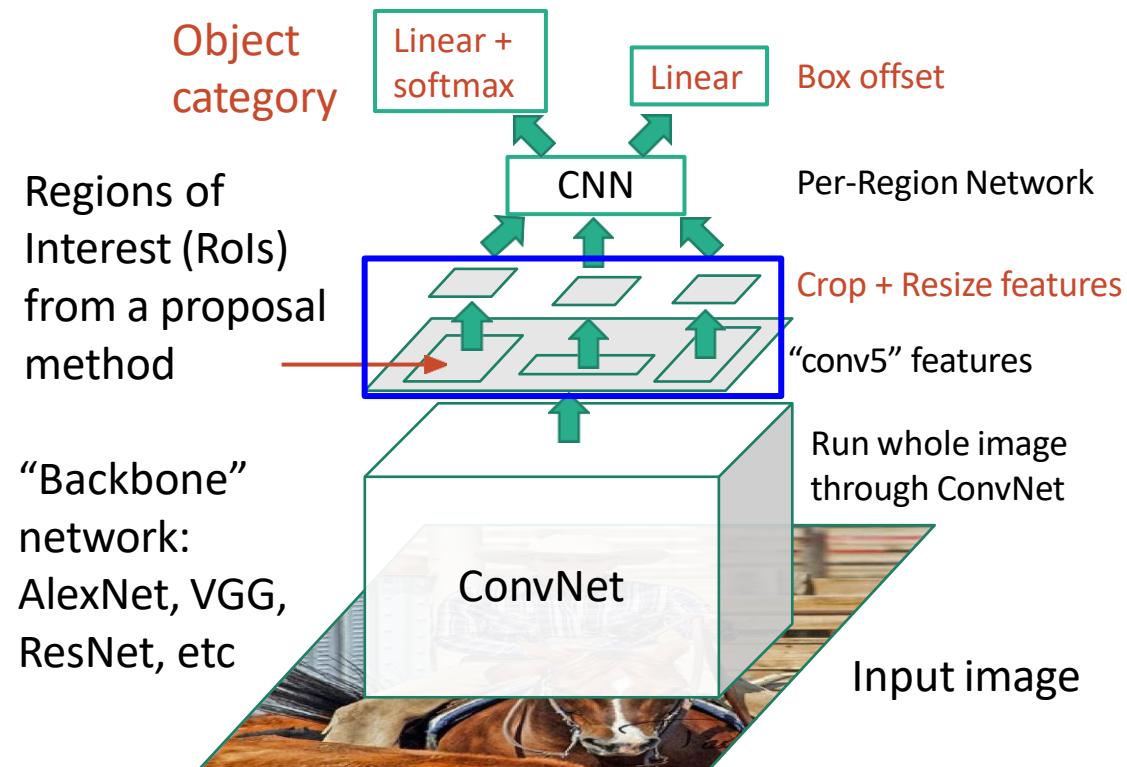 Object
category
Linear +
softmax
Linear
Box offset
CNN
Per-Region Network
Regions of
Interest (RoIs)
from a proposal
method
Crop + Resize features
“conv5” features
“Backbone”
network:
AlexNet, VGG,
ResNet, etc
Run whole image
through ConvNet
ConvNet
Input image